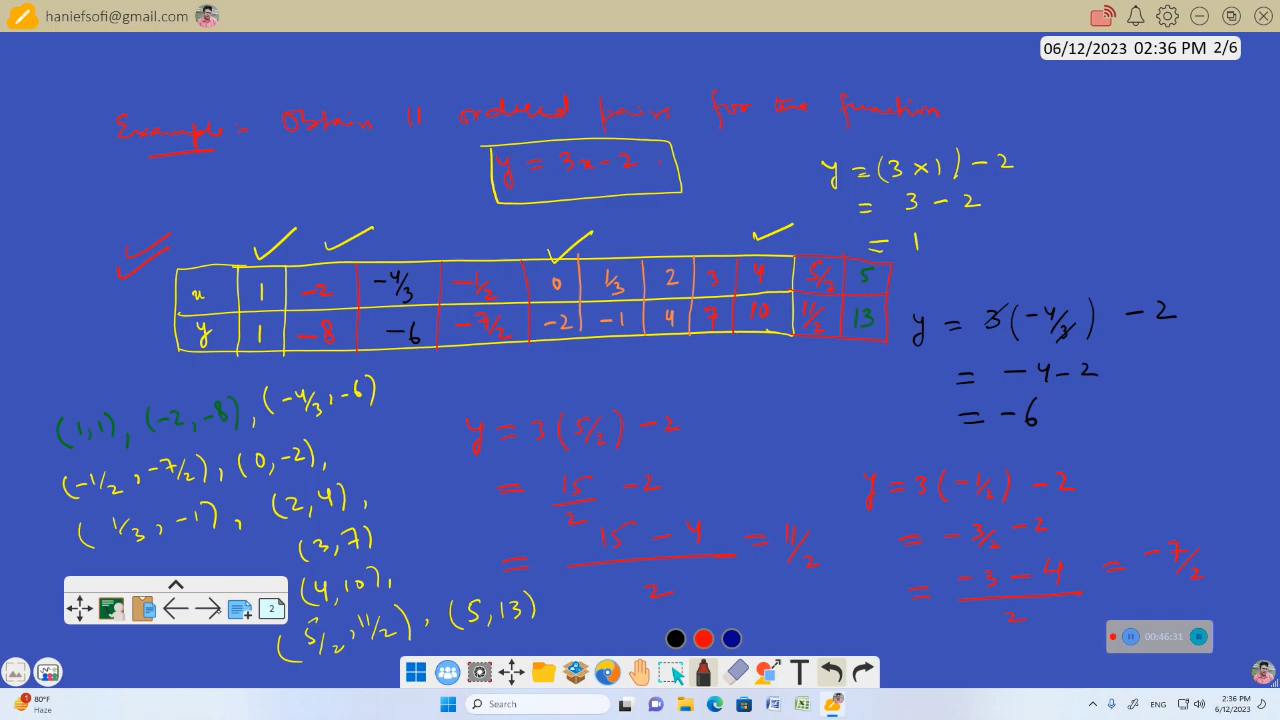 haniefsofi@gmail.com
06/12/2023 02:36 PM 2/6
Example:- Obtain 11 ordered pairs for the function
y = 3x - 2
y = (3 × 1) - 2
= 3 - 2
= 1
x 1 -2 -4/3 -1/2 0 1/3 2 3 4 5/2 5
y 1 -8 -6 -7/2 -2 -1 4 7 10 11/2 13
y = 3(-4/3) - 2
= -4 - 2
= -6
(1,1), (-2, -8), (-4/3, -6)
(-1/2, -7/2), (0, -2),
(1/3, -1), (2, 4),
(3, 7)
(4, 10),
(5/2, 11/2), (5, 13)
y = 3(5/2) - 2
= 15/2 - 2
= 15 - 4 / 2 = 11/2
y = 3(-1/2) - 2
= -3/2 - 2
= -3 - 4 / 2 = -7/2
2
00:46:31
T
1
80°F
Haze
Search
ENG
2:36 PM
6/12/2023